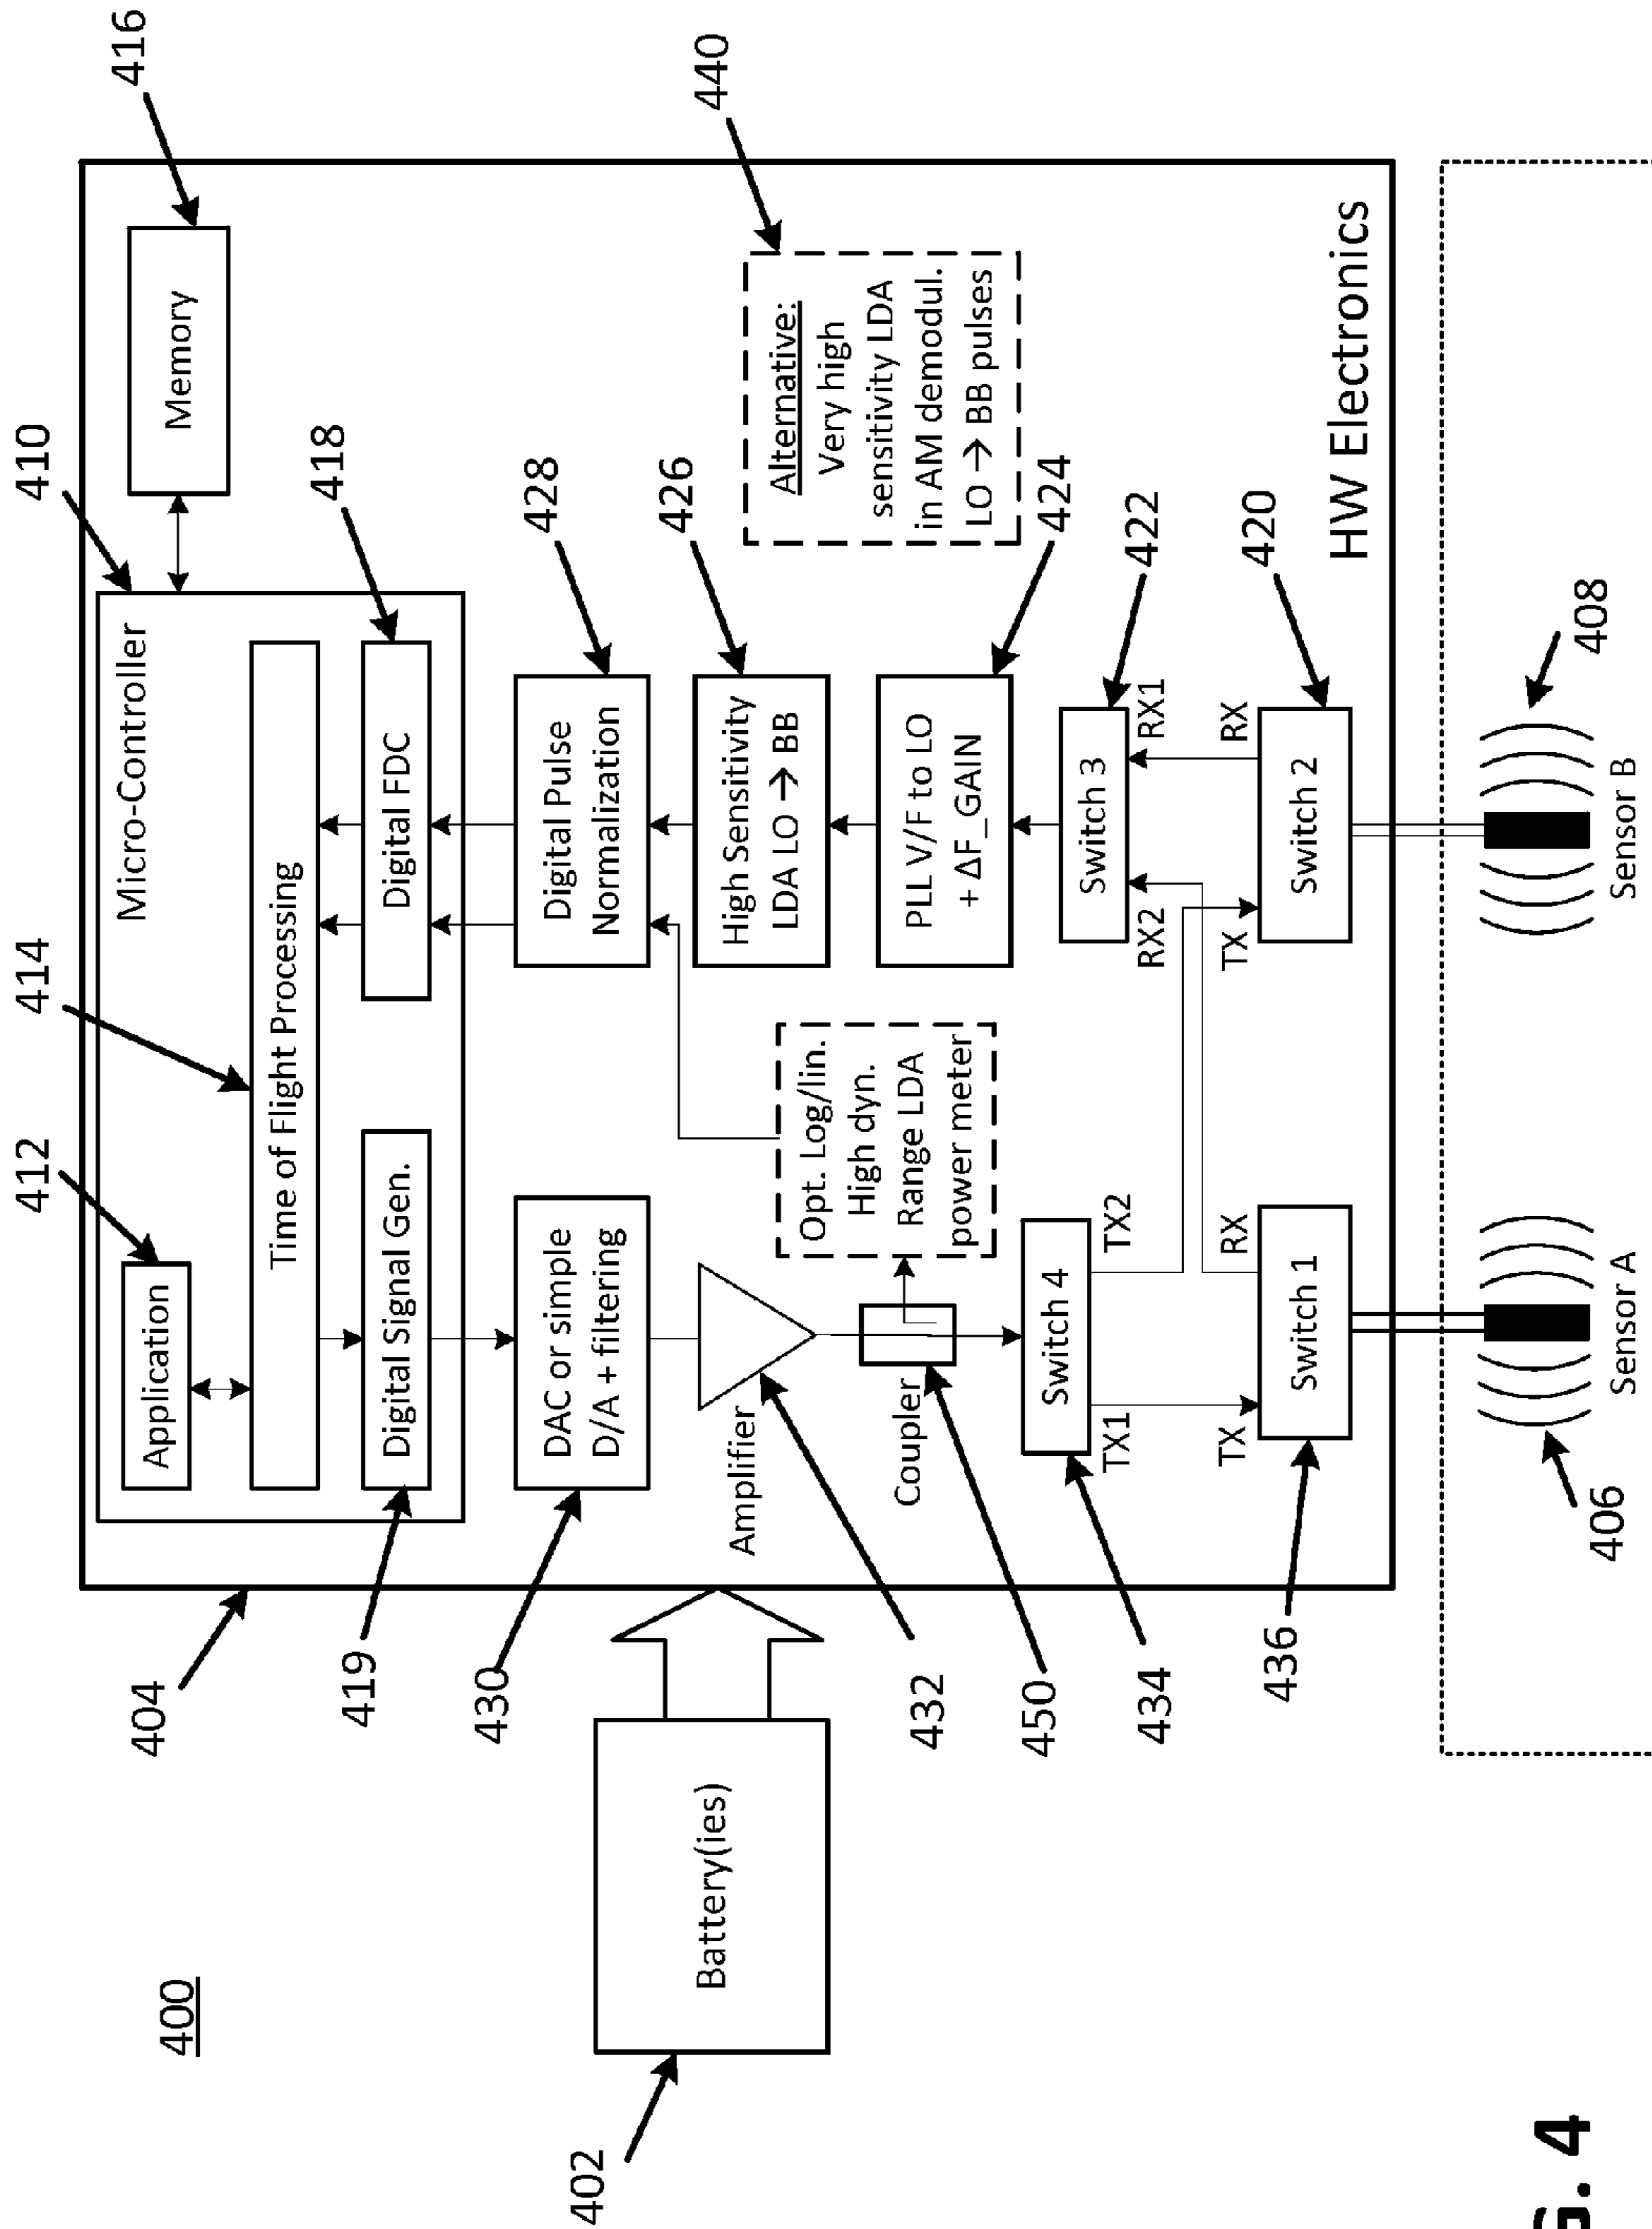 400
402
Battery(ies)
404
410
416
412
414
Micro-Controller
Application
Memory
Time of Flight Processing
418
419
Digital Signal Gen.
Digital FDC
430
DAC or simple
D/A + filtering
Digital Pulse
Normalization
428
Amplifier
432
Opt. Log/lin.
High dyn.
Range LDA
power meter
High Sensitivity
LDA LO → BB
426
440
Alternative:
Very high
sensitivity LDA
in AM demodul.
LO → BB pulses
Coupler
450
PLL V/F to LO
+ ΔF_GAIN
424
434
Switch 4
TX1
TX2
Switch 3
RX2
RX1
422
436
TX
RX
Switch 1
TX
RX
Switch 2
420
HW Electronics
406
Sensor A
408
Sensor B
G. 4